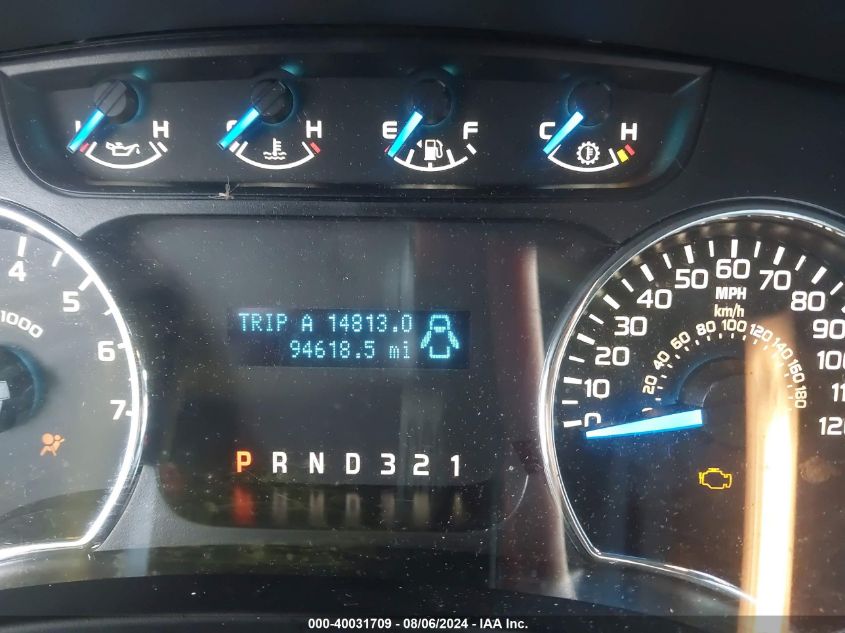 L H C H E F C H
4 5 6 7
1000
TRIP A 14813.0
94618.5 mi
P R N D 3 2 1
0 10 20 30 40 50 60 70 80 90 100 120
MPH
km/h
20 40 60 80 100 120 140 160 180
000-40031709 - 08/06/2024 - IAA Inc.